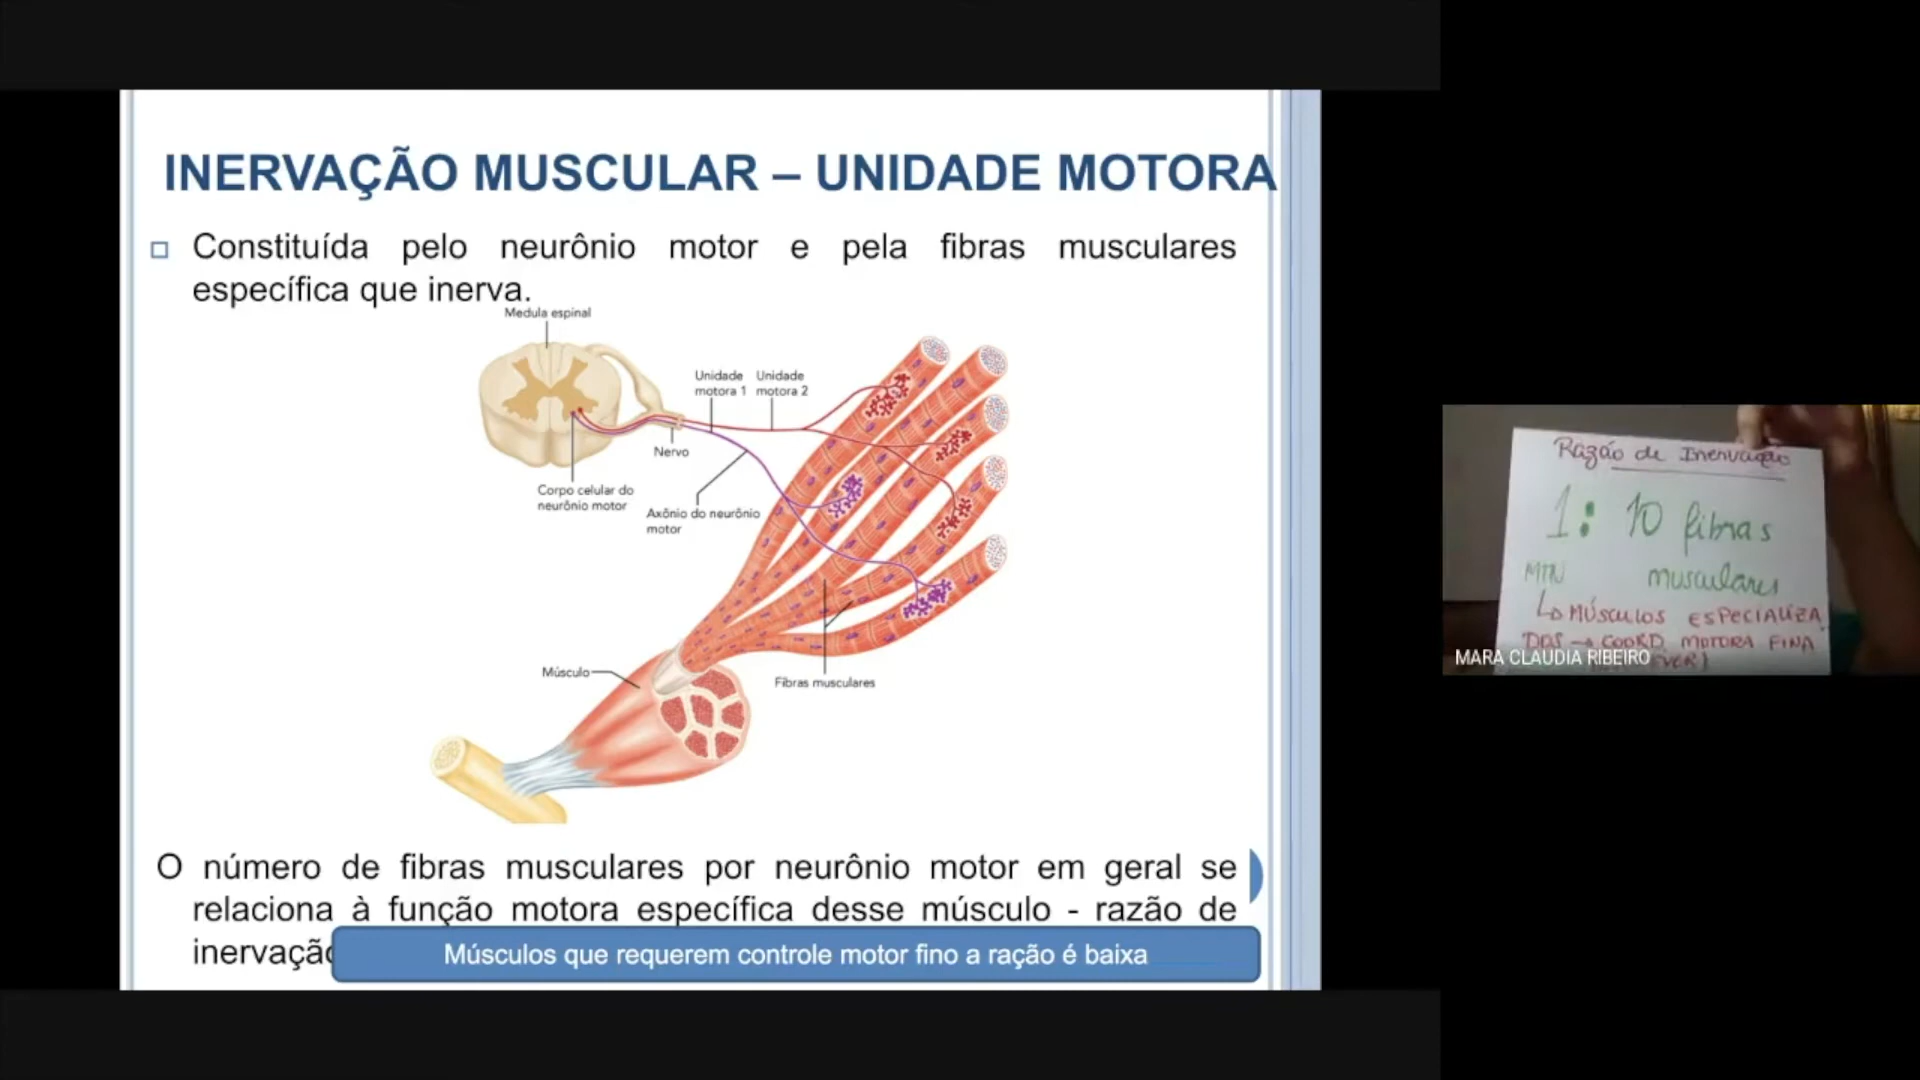 INERVAÇÃO MUSCULAR – UNIDADE MOTORA
Constituída pelo neurônio motor e pela fibras musculares
específica que inerva.
Medula espinal
Unidade
motora 1
Unidade
motora 2
Nervo
Corpo celular do
neurônio motor
Axônio do neurônio
motor
Músculo
Fibras musculares
O número de fibras musculares por neurônio motor em geral se
relaciona à função motora específica desse músculo - razão de
inervação
Músculos que requerem controle motor fino a ração é baixa
Razão de Inervação
1: 10 fibras
musculares
MÚSCULOS ESPECIALIZA
DOS → COORD. MOTORA FINA
MARA CLAUDIA RIBEIRO